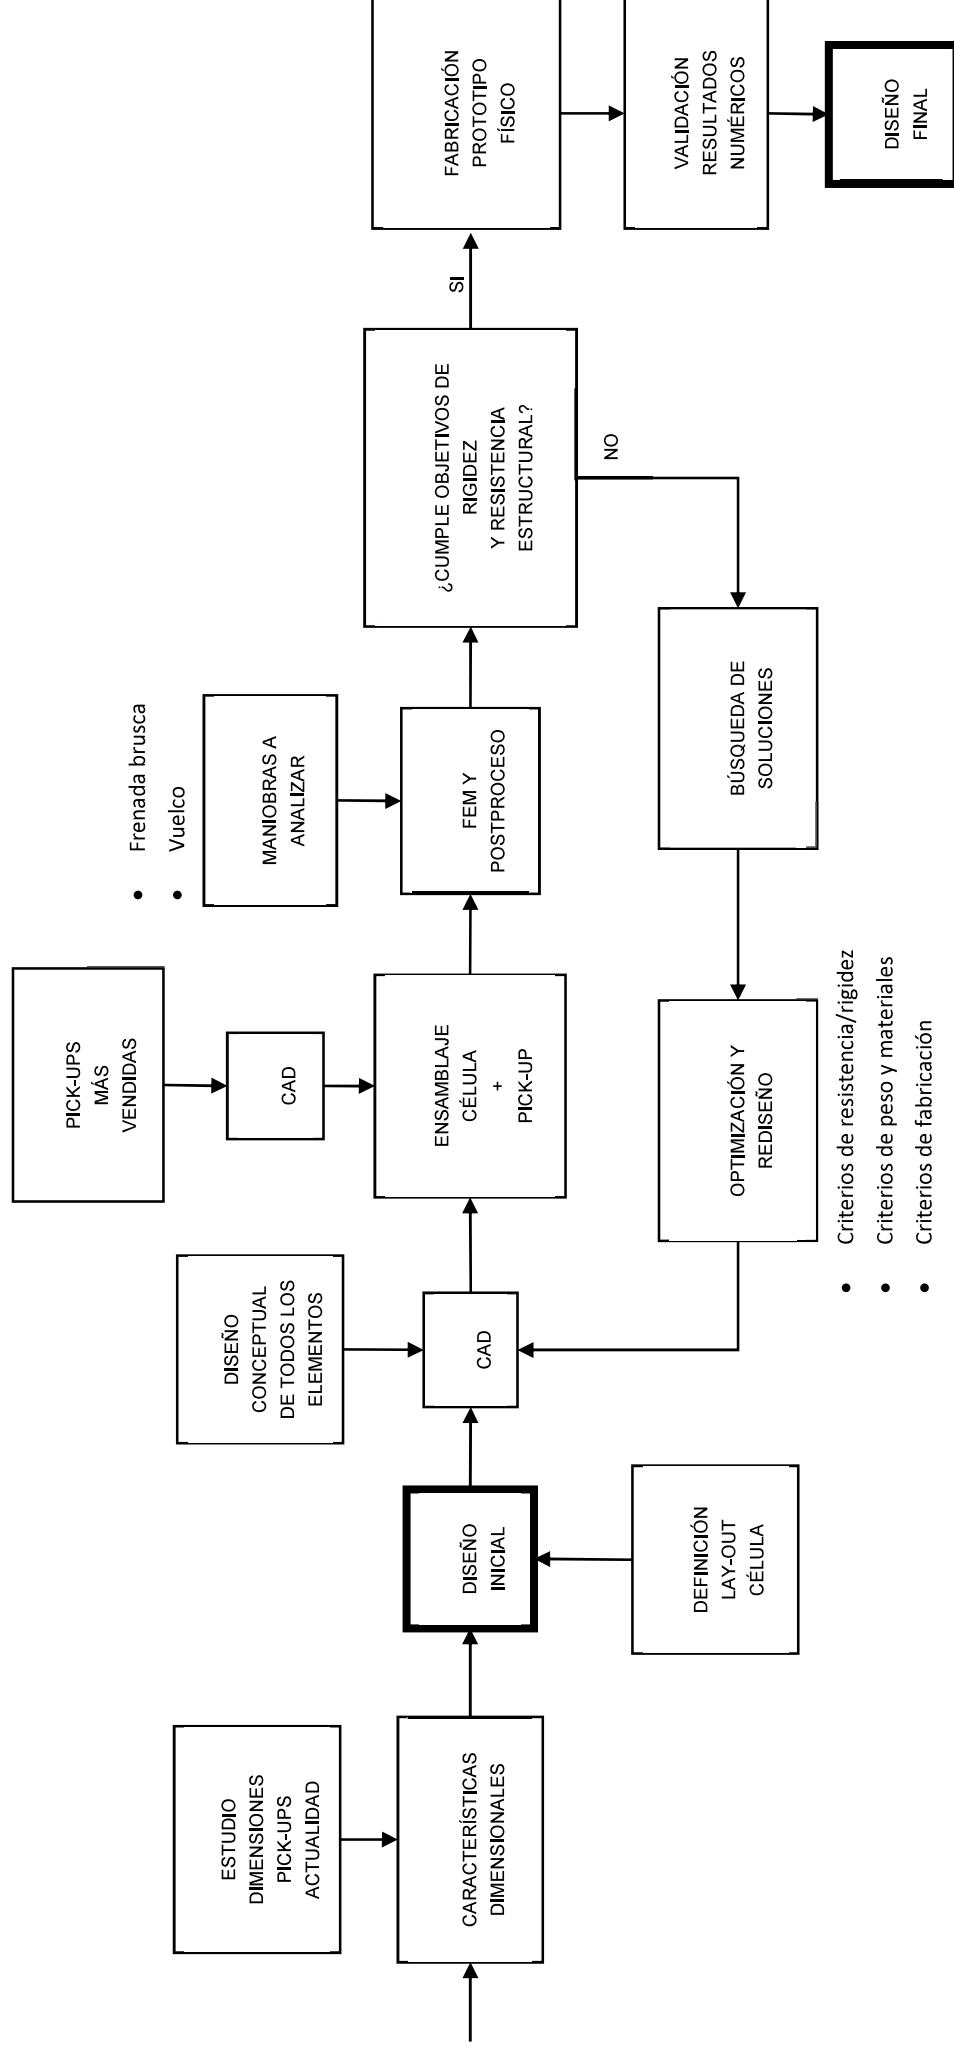 ESTUDIO
DIMENSIONES
PICK-UPS
ACTUALIDAD
CARACTERÍSTICAS
DIMENSIONALES
DISEÑO
INICIAL
DEFINICIÓN
LAY-OUT
CÉLULA
DISEÑO
CONCEPTUAL
DE TODOS LOS
ELEMENTOS
CAD
PICK-UPS
MÁS
VENDIDAS
CAD
ENSAMBLAJE
CÉLULA
+
PICK-UP
• Frenada brusca
• Vuelco
MANIOBRAS A
ANALIZAR
FEM Y
POSTPROCESO
¿CUMPLE OBJETIVOS DE
RIGIDEZ
Y RESISTENCIA
ESTRUCTURAL?
SI
NO
BÚSQUEDA DE
SOLUCIONES
OPTIMIZACIÓN Y
REDISEÑO
• Criterios de resistencia/rigidez
• Criterios de peso y materiales
• Criterios de fabricación
FABRICACIÓN
PROTOTIPO
FÍSICO
VALIDACIÓN
RESULTADOS
NUMÉRICOS
DISEÑO
FINAL